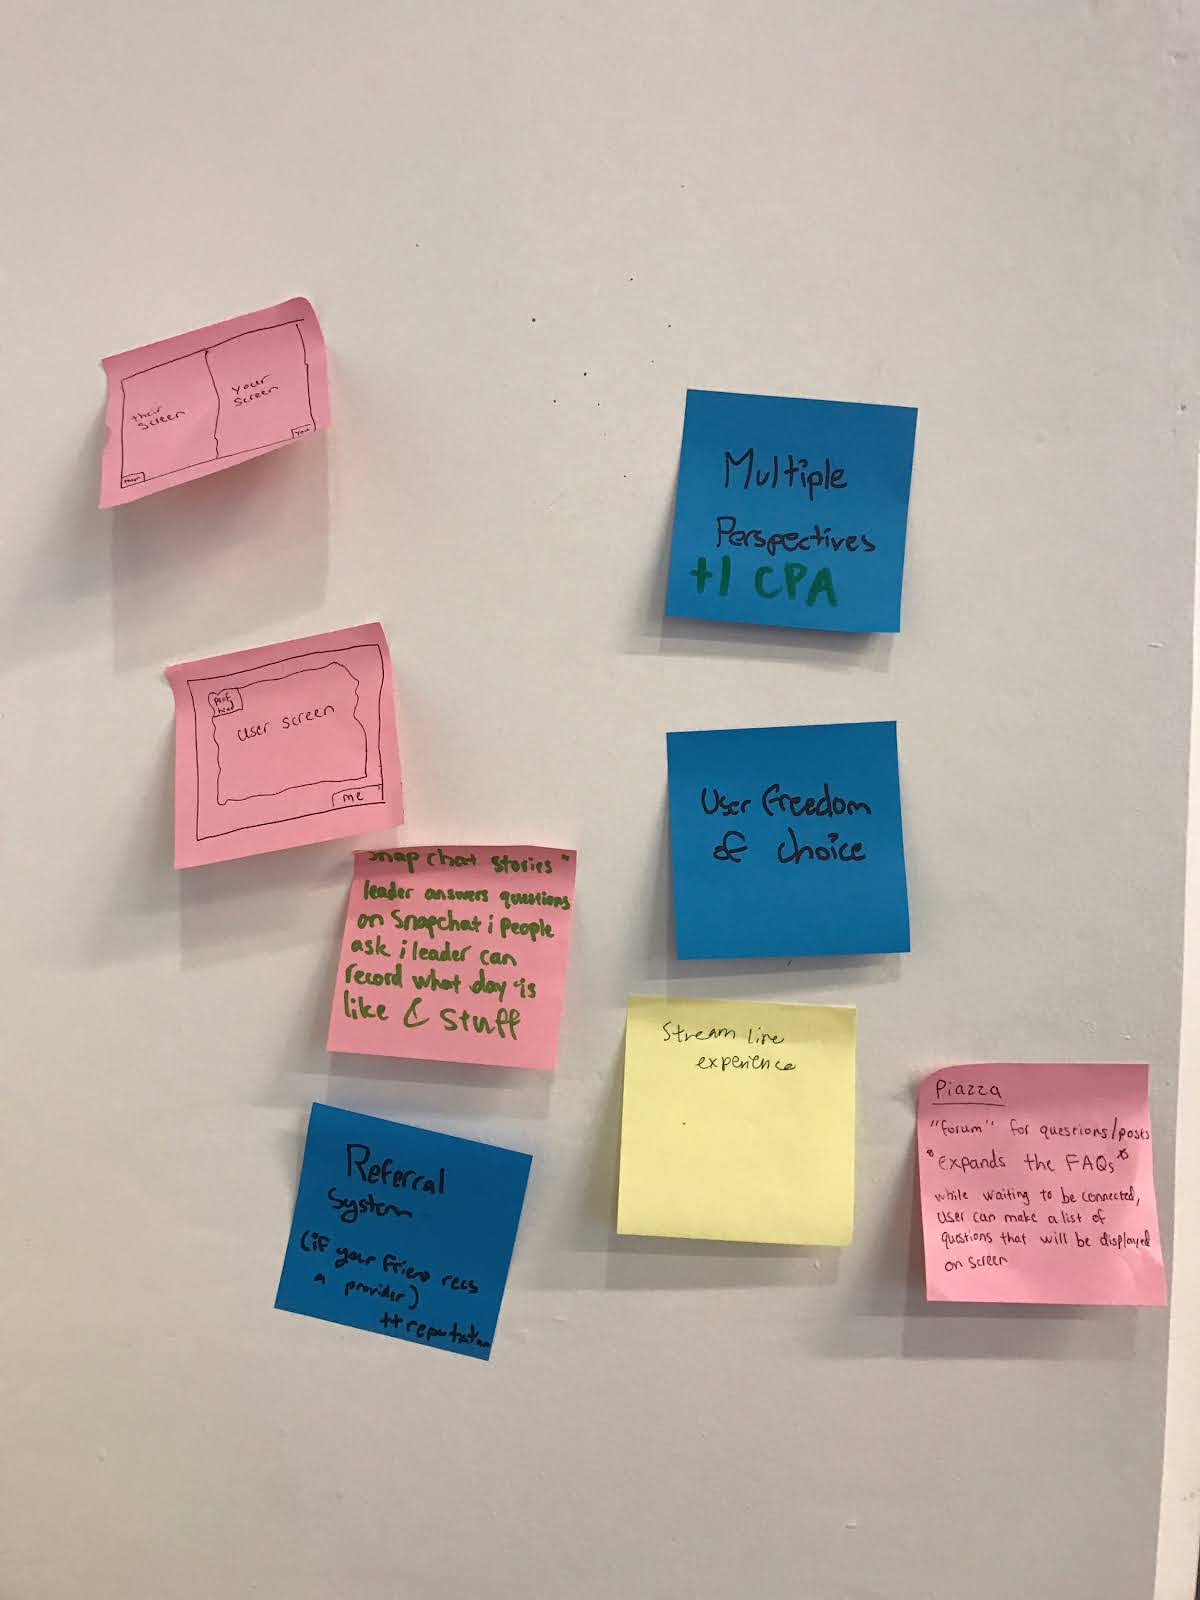 their
screen
your
screen
you
Multiple
Perspectives
+1 CPA
user screen
me
User freedom
of choice
Snap chat stories"
leader answers questions
on Snapchat i people
ask i leader can
record what day is
like & stuff
Stream line
experience
Piazza
"forum" for questions/posts
*expands the FAQs*
while waiting to be connected,
user can make a list of
questions that will be displayed
on screen
Referral
System
(if your friend recs
a provider)
++reputation